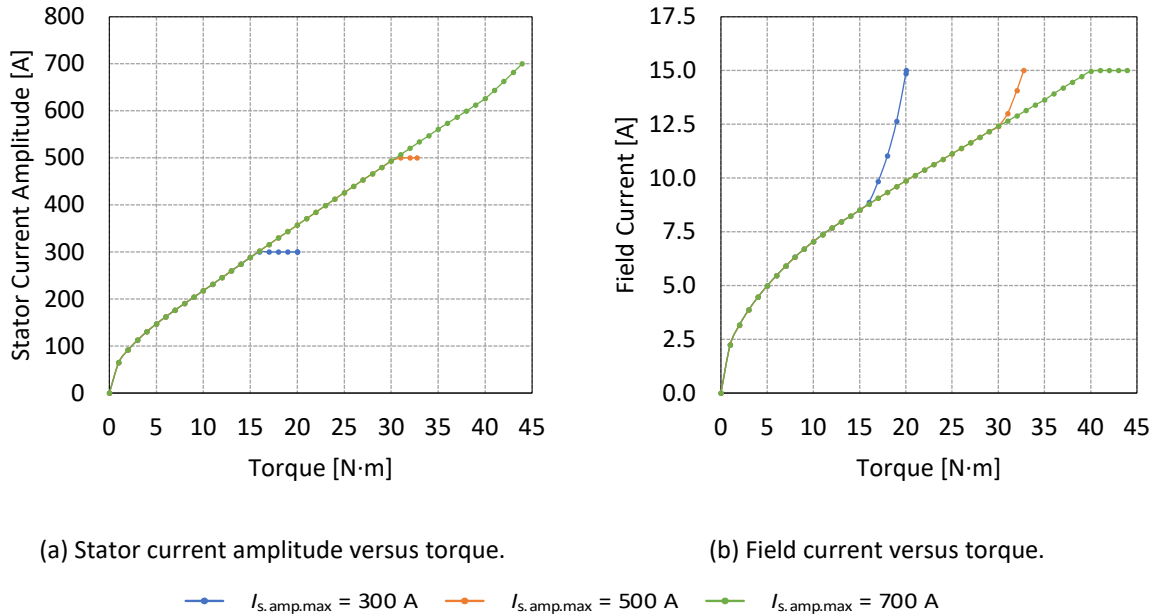 Stator Current Amplitude [A]
800
700
600
500
400
300
200
100
0
0 5 10 15 20 25 30 35 40 45
Torque [N·m]
Field Current [A]
17.5
15.0
12.5
10.0
7.5
5.0
2.5
0.0
0 5 10 15 20 25 30 35 40 45
Torque [N·m]
(a) Stator current amplitude versus torque.
(b) Field current versus torque.
Is.amp.max = 300 A Is.amp.max = 500 A Is.amp.max = 700 A